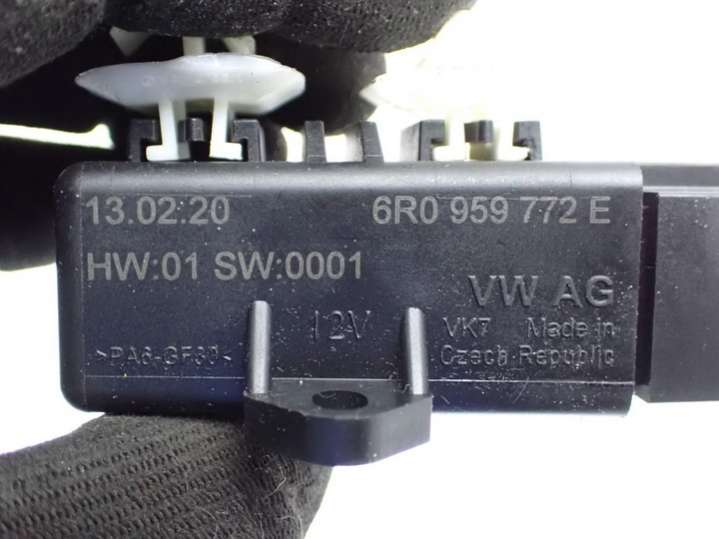 13.02.20 6R0 959 772 E
HW:01 SW:0001
VW AG
12V VK7 Made in
>PA6-GF30< Czech Republic